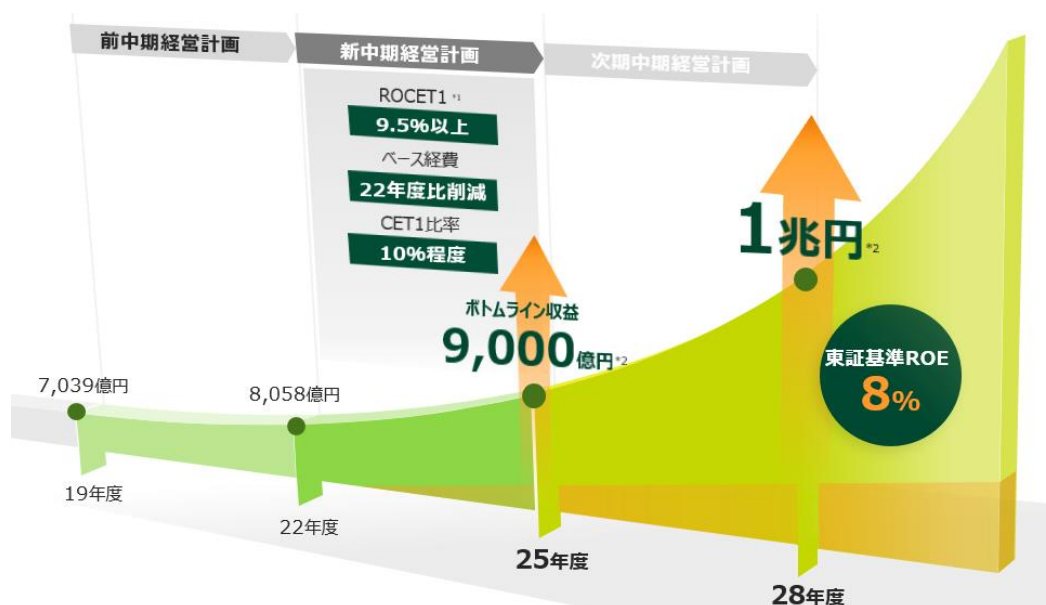 前中期経営計画
新中期経営計画
次期中期経営計画
ROCET1 *1
9.5%以上
ベース経費
22年度比削減
CET1比率
10%程度
1兆円*2
ボトムライン収益
9,000億円*2
東証基準ROE
8%
7,039億円
8,058億円
19年度
22年度
25年度
28年度